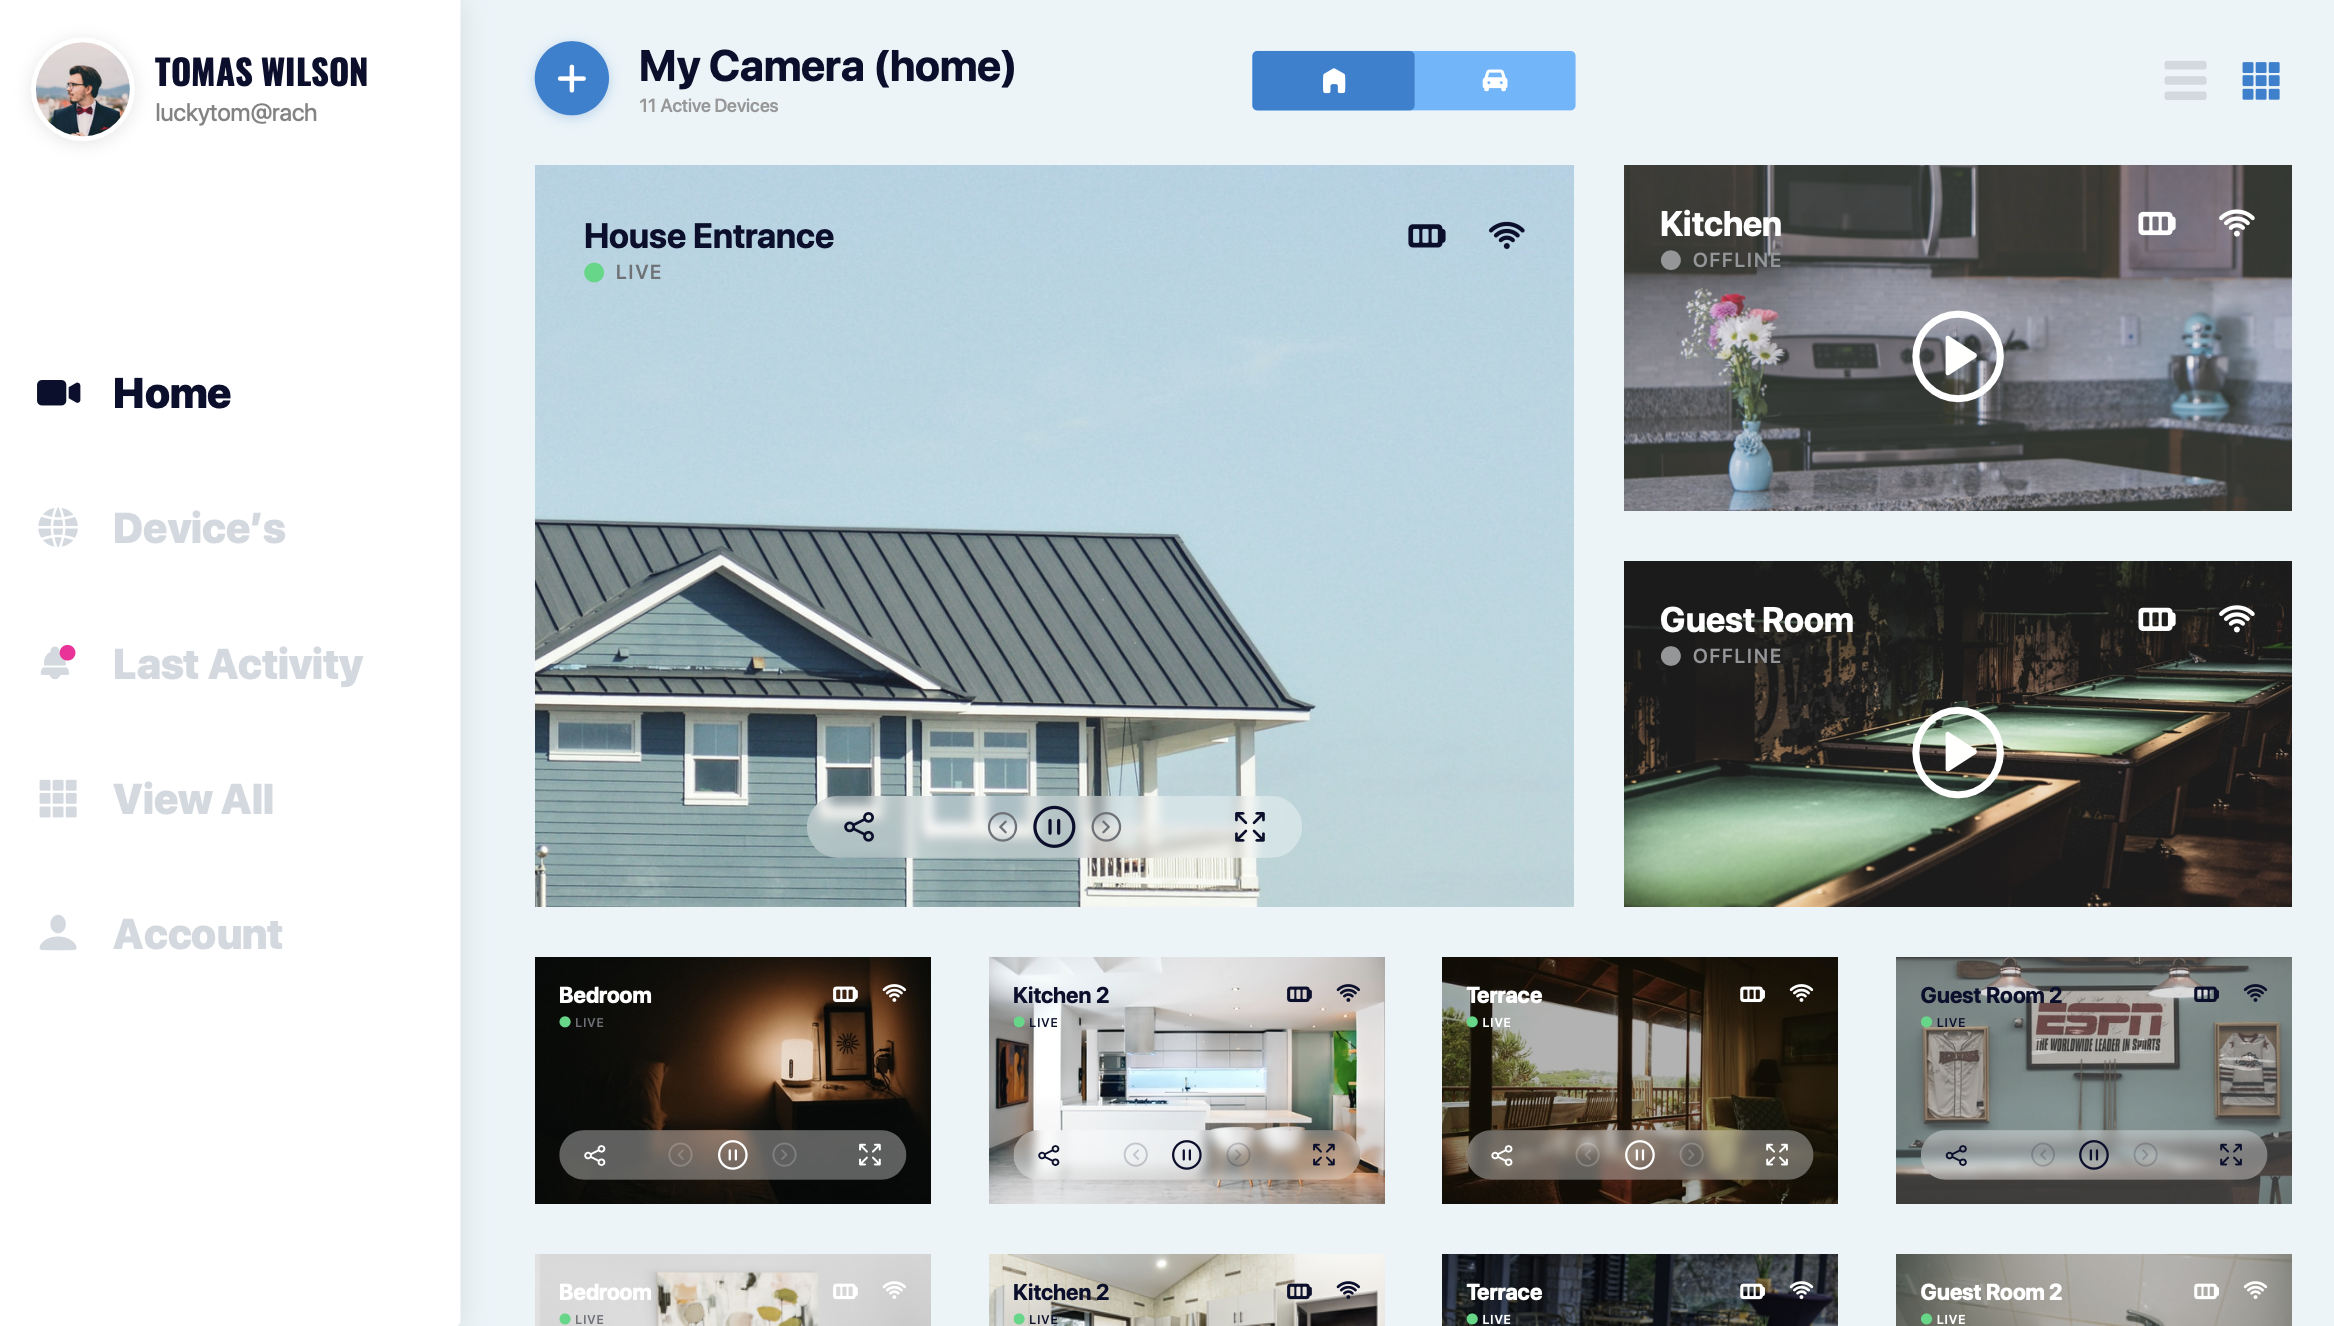 TOMAS WILSON
luckytom@rach
Home
Device’s
Last Activity
View All
Account
My Camera (home)
11 Active Devices
House Entrance
LIVE
Kitchen
OFFLINE
Guest Room
OFFLINE
Bedroom
LIVE
Kitchen 2
LIVE
Terrace
LIVE
Guest Room 2
LIVE
ESPN
THE WORLDWIDE LEADER IN SPORTS
Bedroom
LIVE
Kitchen 2
LIVE
Terrace
LIVE
Guest Room 2
LIVE